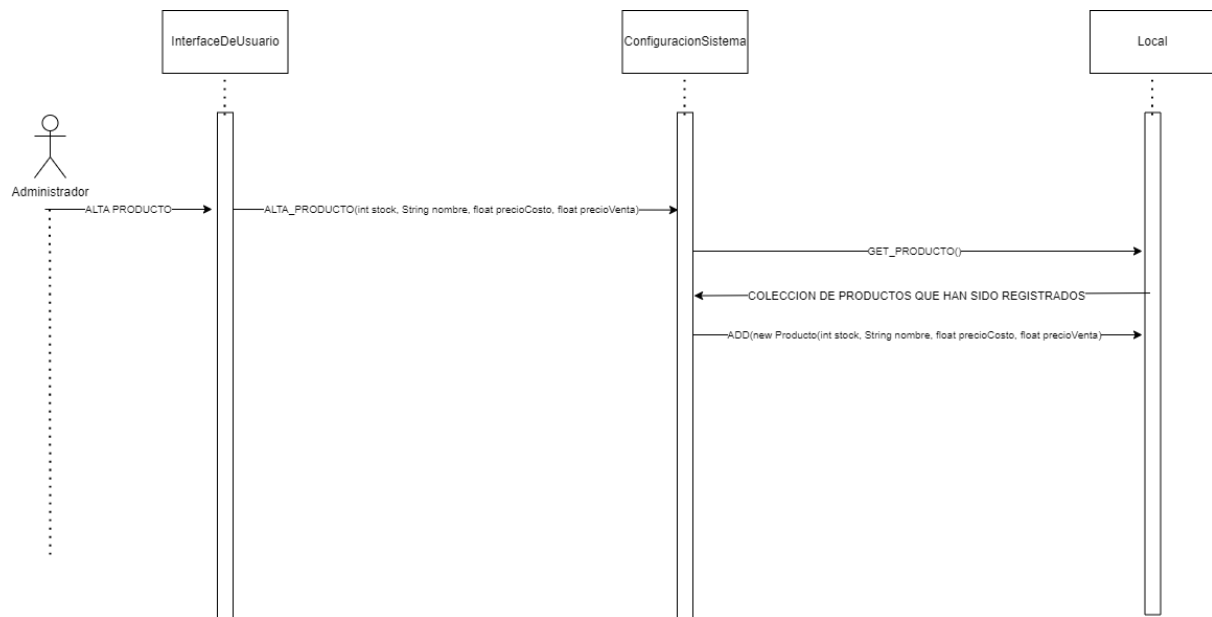 InterfaceDeUsuario
ConfiguracionSistema
Local
Administrador
ALTA PRODUCTO
ALTA_PRODUCTO(int stock, String nombre, float precioCosto, float precioVenta)
GET_PRODUCTO()
COLECCION DE PRODUCTOS QUE HAN SIDO REGISTRADOS
ADD(new Producto(int stock, String nombre, float precioCosto, float precioVenta)